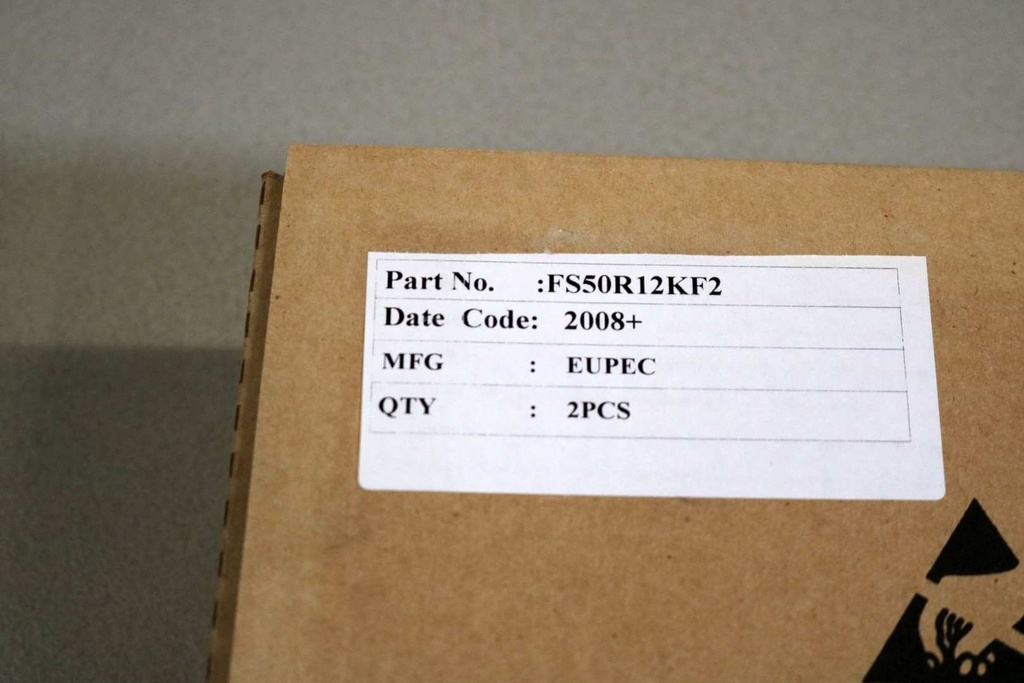 Part No. :FS50R12KF2
Date Code: 2008+
MFG : EUPEC
QTY : 2PCS